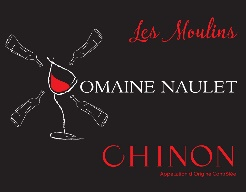 Les Moulins
DOMAINE NAULET
CHINON
Appellation d'Origine Contrôlée